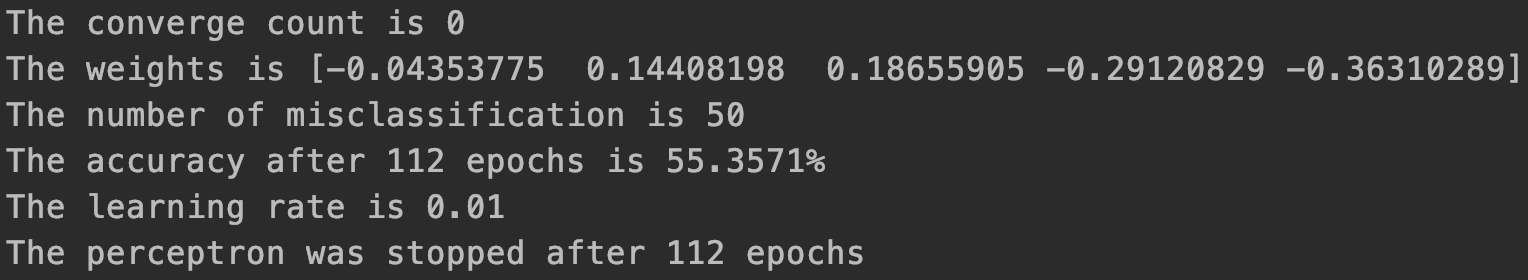 The converge count is 0
The weights is [-0.04353775  0.14408198  0.18655905 -0.29120829 -0.36310289]
The number of misclassification is 50
The accuracy after 112 epochs is 55.3571%
The learning rate is 0.01
The perceptron was stopped after 112 epochs